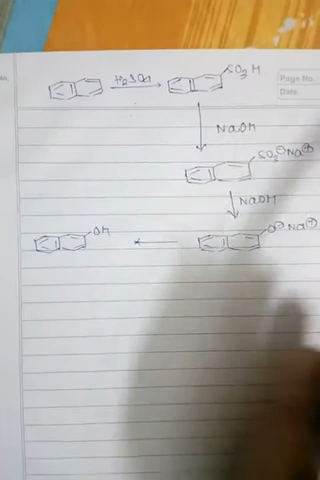 H₂SO₄
SO₃H
Page No.
Date
NaOH
SO₃⊖Na⊕
NaOH
OH
O⊖Na⊕